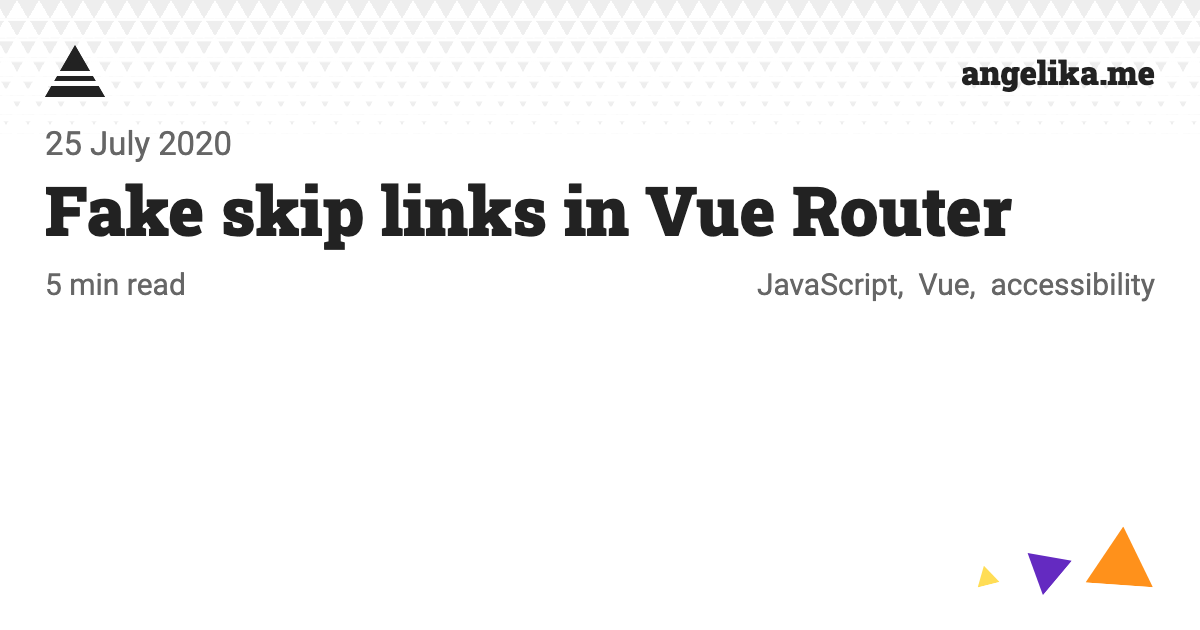 angelika.me
25 July 2020
Fake skip links in Vue Router
5 min read
JavaScript, Vue, accessibility